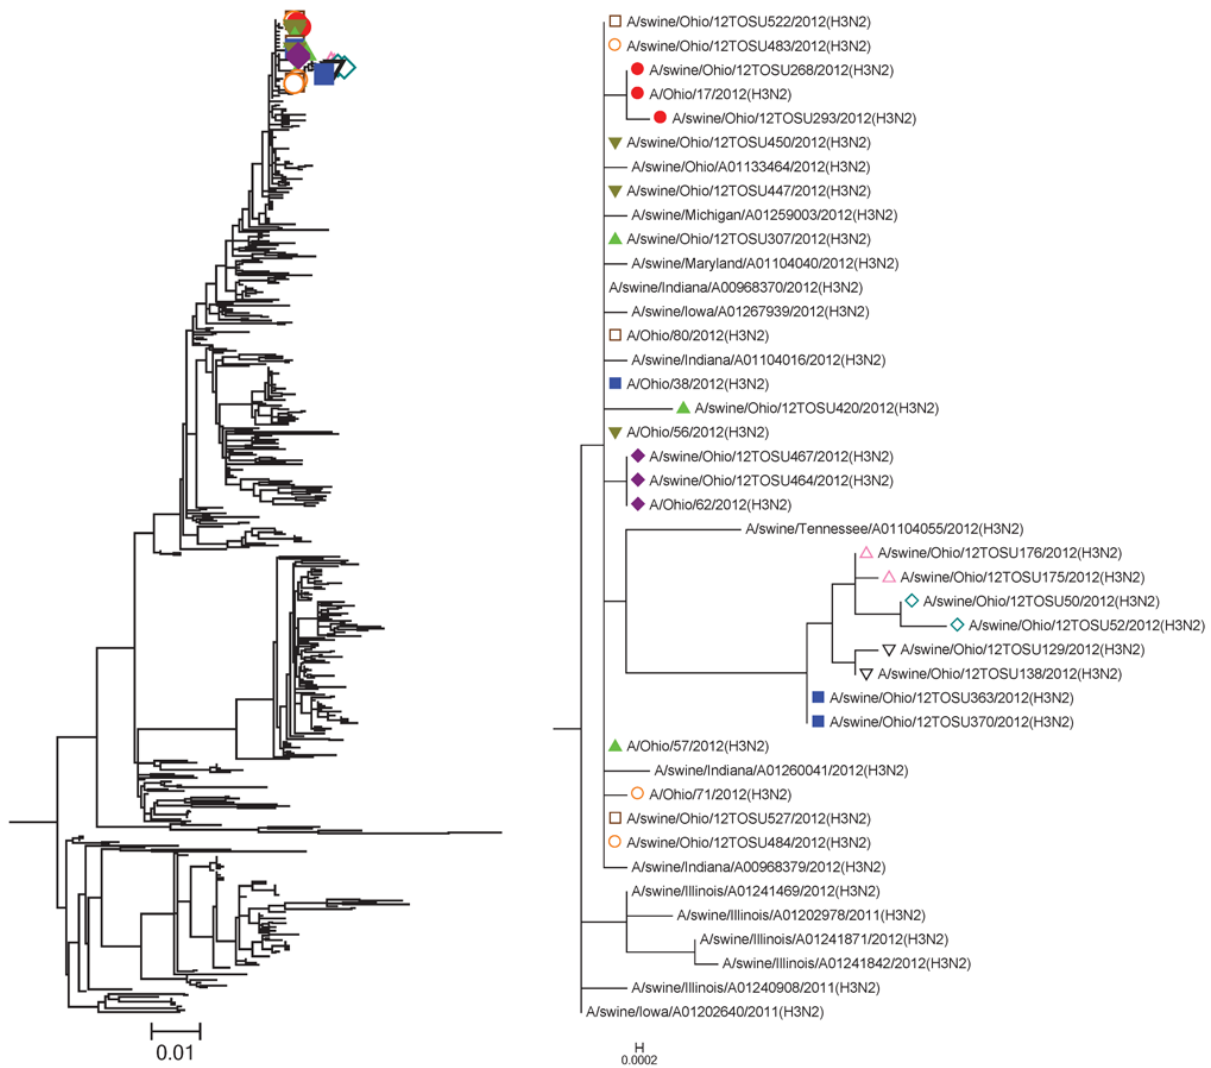 A/swine/Ohio/12TOSU522/2012(H3N2)
A/swine/Ohio/12TOSU483/2012(H3N2)
A/swine/Ohio/12TOSU268/2012(H3N2)
A/Ohio/17/2012(H3N2)
A/swine/Ohio/12TOSU293/2012(H3N2)
A/swine/Ohio/12TOSU450/2012(H3N2)
A/swine/Ohio/A01133464/2012(H3N2)
A/swine/Ohio/12TOSU447/2012(H3N2)
A/swine/Michigan/A01259003/2012(H3N2)
A/swine/Ohio/12TOSU307/2012(H3N2)
A/swine/Maryland/A01104040/2012(H3N2)
A/swine/Indiana/A00968370/2012(H3N2)
A/swine/Iowa/A01267939/2012(H3N2)
A/Ohio/80/2012(H3N2)
A/swine/Indiana/A01104016/2012(H3N2)
A/Ohio/38/2012(H3N2)
A/swine/Ohio/12TOSU420/2012(H3N2)
A/Ohio/56/2012(H3N2)
A/swine/Ohio/12TOSU467/2012(H3N2)
A/swine/Ohio/12TOSU464/2012(H3N2)
A/Ohio/62/2012(H3N2)
A/swine/Tennessee/A01104055/2012(H3N2)
A/swine/Ohio/12TOSU176/2012(H3N2)
A/swine/Ohio/12TOSU175/2012(H3N2)
A/swine/Ohio/12TOSU50/2012(H3N2)
A/swine/Ohio/12TOSU52/2012(H3N2)
A/swine/Ohio/12TOSU129/2012(H3N2)
A/swine/Ohio/12TOSU138/2012(H3N2)
A/swine/Ohio/12TOSU363/2012(H3N2)
A/swine/Ohio/12TOSU370/2012(H3N2)
A/Ohio/57/2012(H3N2)
A/swine/Indiana/A01260041/2012(H3N2)
A/Ohio/71/2012(H3N2)
A/swine/Ohio/12TOSU527/2012(H3N2)
A/swine/Ohio/12TOSU484/2012(H3N2)
A/swine/Indiana/A00968379/2012(H3N2)
A/swine/Illinois/A01241469/2012(H3N2)
A/swine/Illinois/A01202978/2011(H3N2)
A/swine/Illinois/A01241871/2012(H3N2)
A/swine/Illinois/A01241842/2012(H3N2)
A/swine/Illinois/A01240908/2011(H3N2)
A/swine/Iowa/A01202640/2011(H3N2)
0.01
0.0002